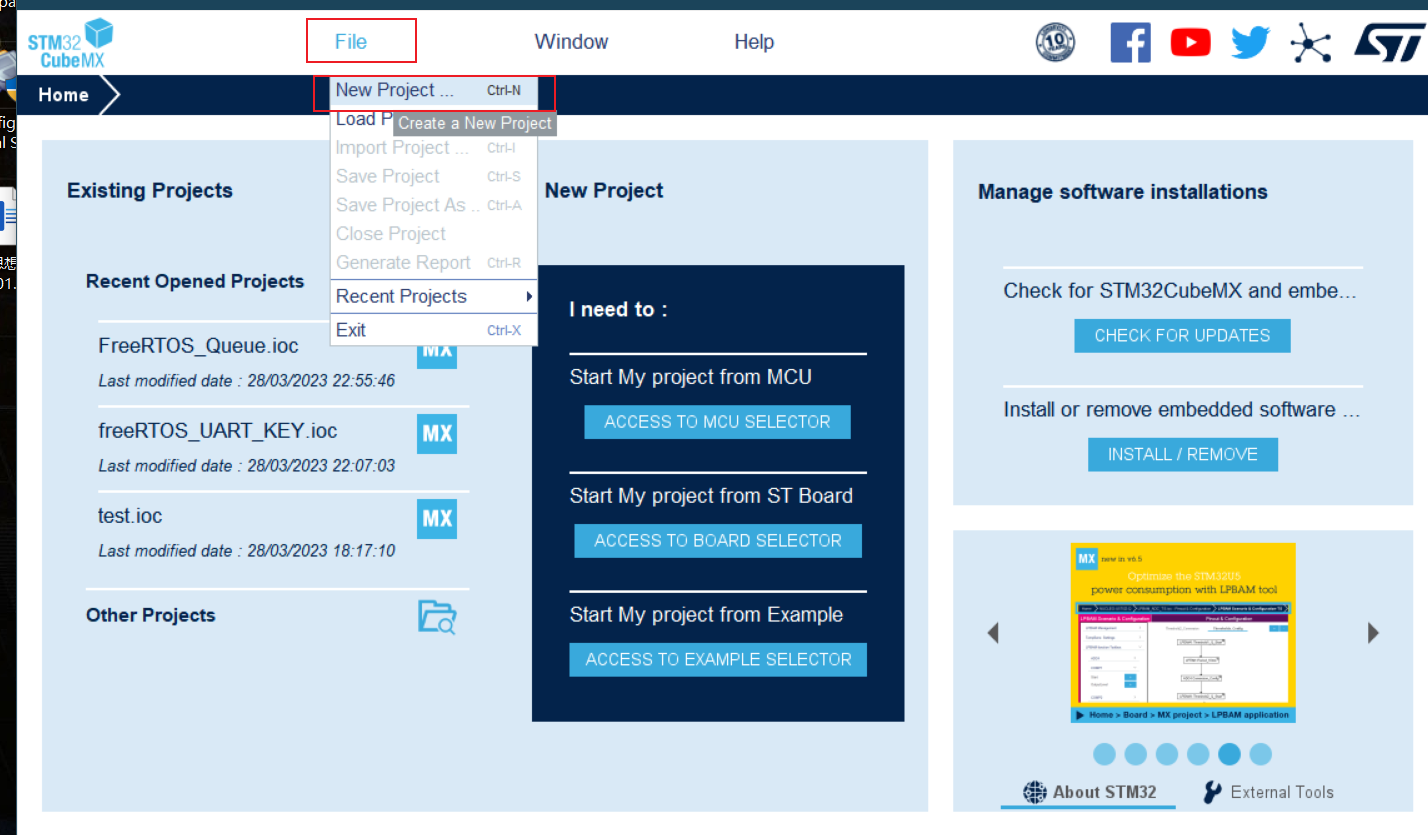 STM32
CubeMX
File
Window
Help
10
Home
New Project ... Ctrl-N
Load P
Create a New Project
Import Project ... Ctrl-I
Save Project Ctrl-S
Save Project As .. Ctrl-A
Close Project
Generate Report Ctrl-R
Recent Projects
Exit Ctrl-X
Existing Projects
Recent Opened Projects
FreeRTOS_Queue.ioc
MX
Last modified date : 28/03/2023 22:55:46
freeRTOS_UART_KEY.ioc
MX
Last modified date : 28/03/2023 22:07:03
test.ioc
MX
Last modified date : 28/03/2023 18:17:10
Other Projects
New Project
I need to :
Start My project from MCU
ACCESS TO MCU SELECTOR
Start My project from ST Board
ACCESS TO BOARD SELECTOR
Start My project from Example
ACCESS TO EXAMPLE SELECTOR
Manage software installations
Check for STM32CubeMX and embe...
CHECK FOR UPDATES
Install or remove embedded software ...
INSTALL / REMOVE
MX new in v6.5
Optimize the STM32U5
power consumption with LPBAM tool
Home > Board > MX project > LPBAM application
About STM32
External Tools